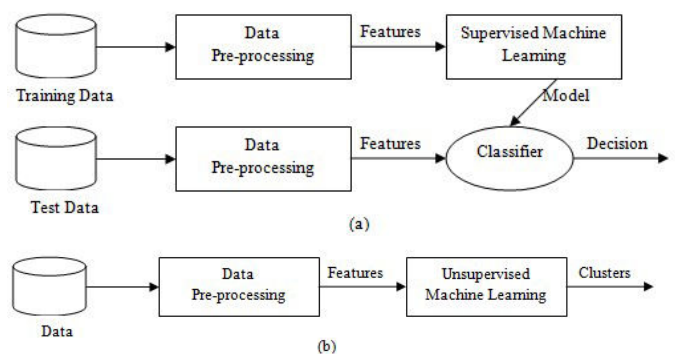 Data
Pre-processing
Features
Supervised Machine
Learning
Training Data
Model
Data
Pre-processing
Features
Classifier
Decision
Test Data
(a)
Data
Pre-processing
Features
Unsupervised
Machine Learning
Clusters
Data
(b)